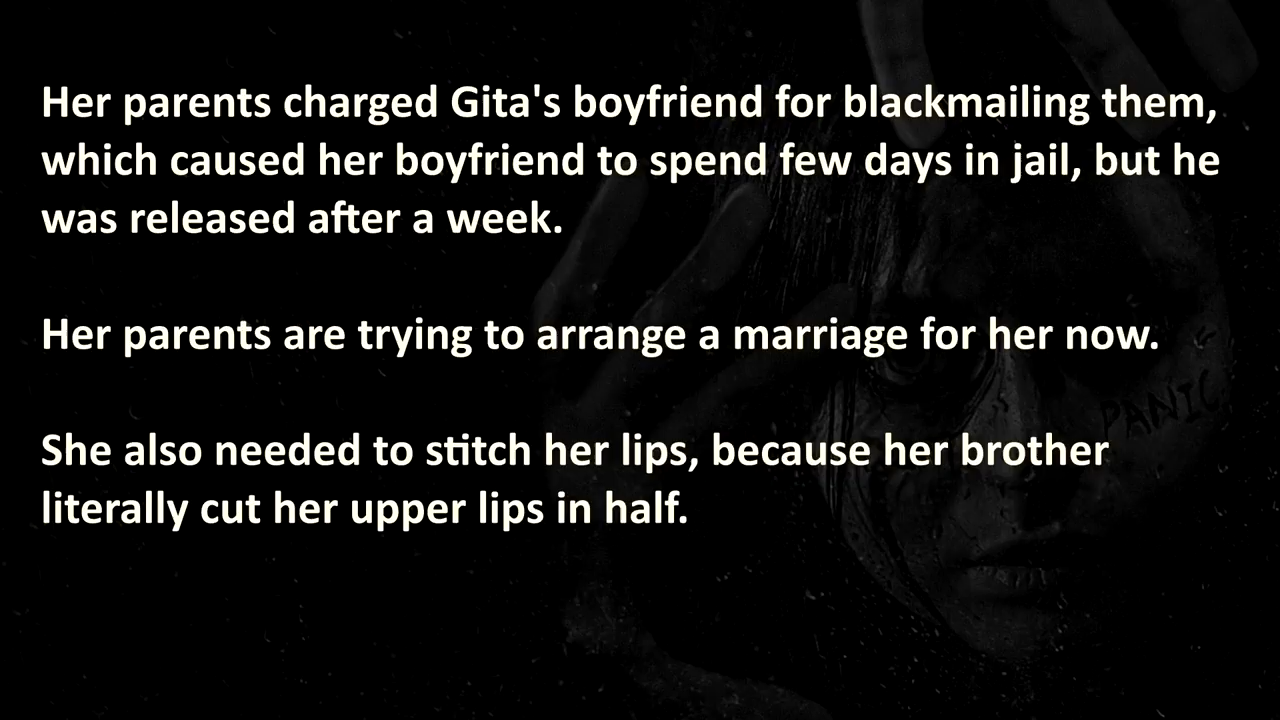 Her parents charged Gita's boyfriend for blackmailing them,
which caused her boyfriend to spend few days in jail, but he
was released after a week.
Her parents are trying to arrange a marriage for her now.
PANIC
She also needed to stitch her lips, because her brother
literally cut her upper lips in half.